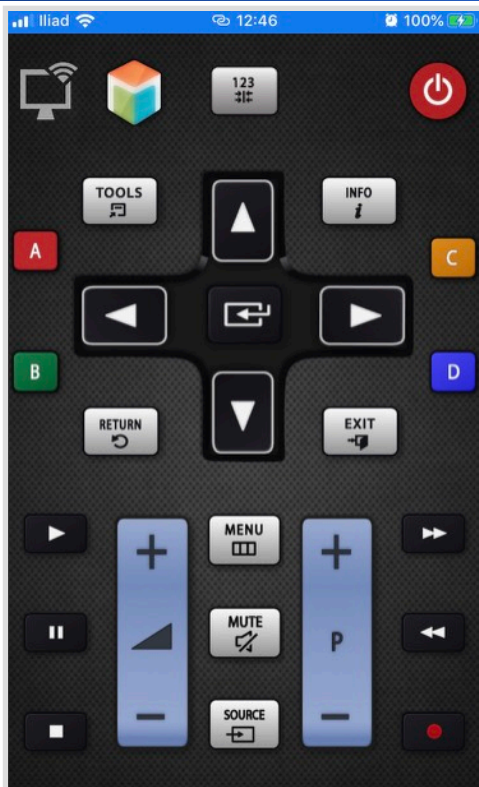 Iliad 12:46 100%
123
TOOLS
INFO
A
C
B
D
RETURN
EXIT
MENU
MUTE
P
SOURCE